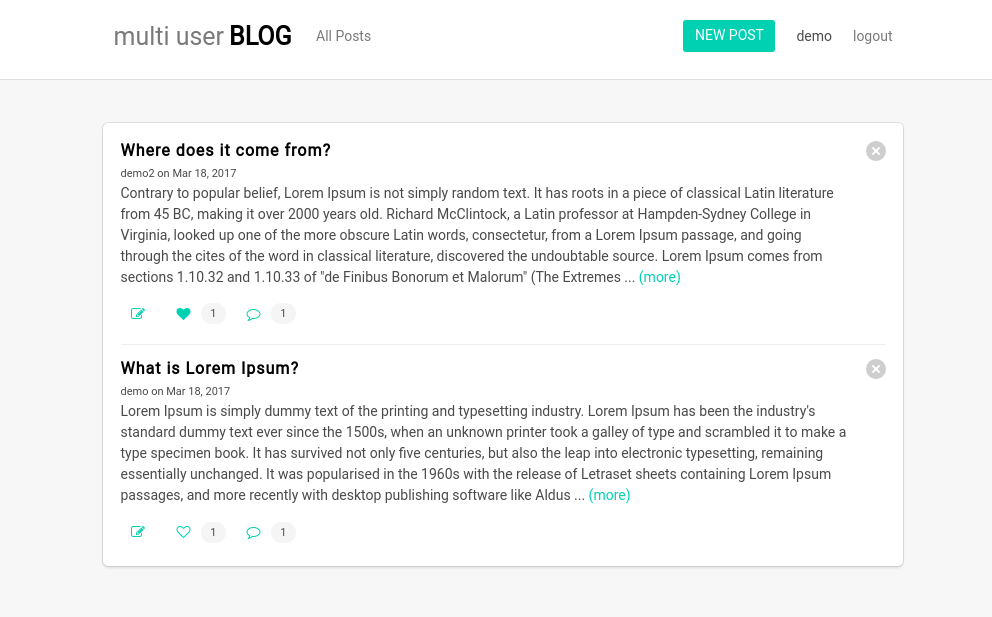 multi user BLOG All Posts NEW POST demo logout
Where does it come from?
demo2 on Mar 18, 2017
Contrary to popular belief, Lorem Ipsum is not simply random text. It has roots in a piece of classical Latin literature
from 45 BC, making it over 2000 years old. Richard McClintock, a Latin professor at Hampden-Sydney College in
Virginia, looked up one of the more obscure Latin words, consectetur, from a Lorem Ipsum passage, and going
through the cites of the word in classical literature, discovered the undoubtable source. Lorem Ipsum comes from
sections 1.10.32 and 1.10.33 of "de Finibus Bonorum et Malorum" (The Extremes ... (more)
1 1
What is Lorem Ipsum?
demo on Mar 18, 2017
Lorem Ipsum is simply dummy text of the printing and typesetting industry. Lorem Ipsum has been the industry's
standard dummy text ever since the 1500s, when an unknown printer took a galley of type and scrambled it to make a
type specimen book. It has survived not only five centuries, but also the leap into electronic typesetting, remaining
essentially unchanged. It was popularised in the 1960s with the release of Letraset sheets containing Lorem Ipsum
passages, and more recently with desktop publishing software like Aldus ... (more)
1 1